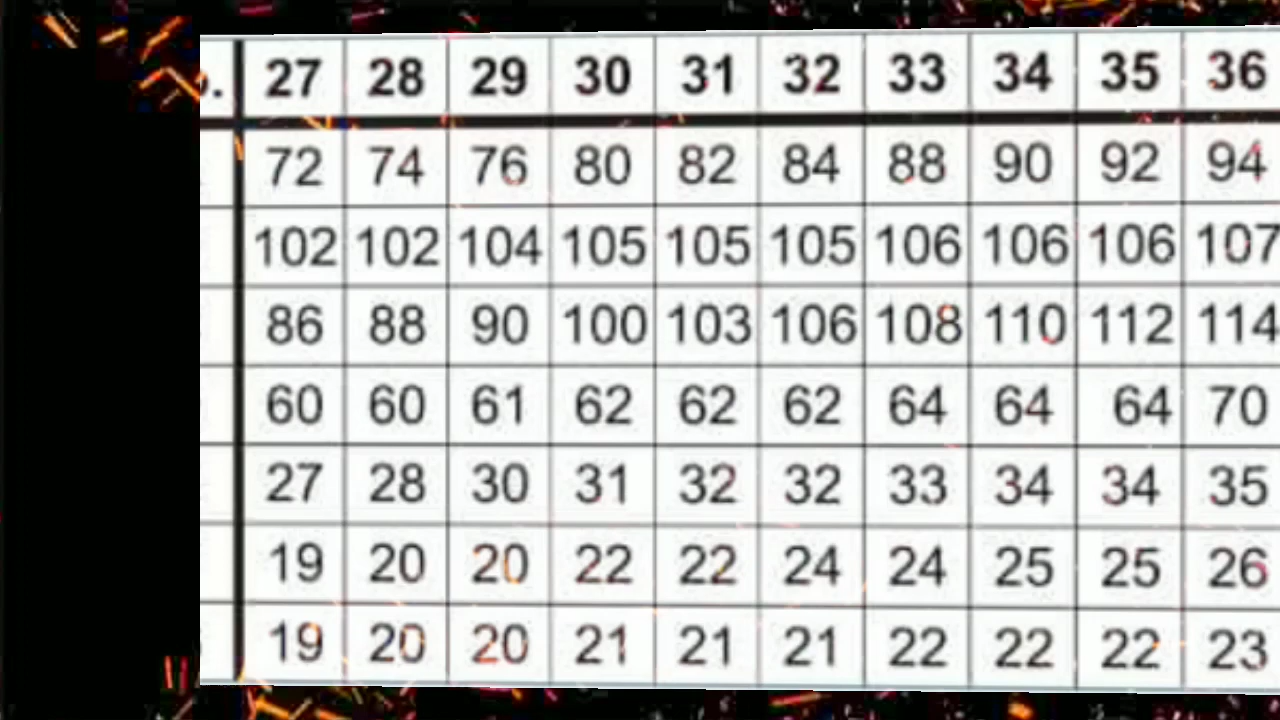 . 27 28 29 30 31 32 33 34 35 36
72 74 76 80 82 84 88 90 92 94
102 102 104 105 105 105 106 106 106 107
86 88 90 100 103 106 108 110 112 114
60 60 61 62 62 62 64 64 64 70
27 28 30 31 32 32 33 34 34 35
19 20 20 22 22 24 24 25 25 26
19 20 20 21 21 21 22 22 22 23